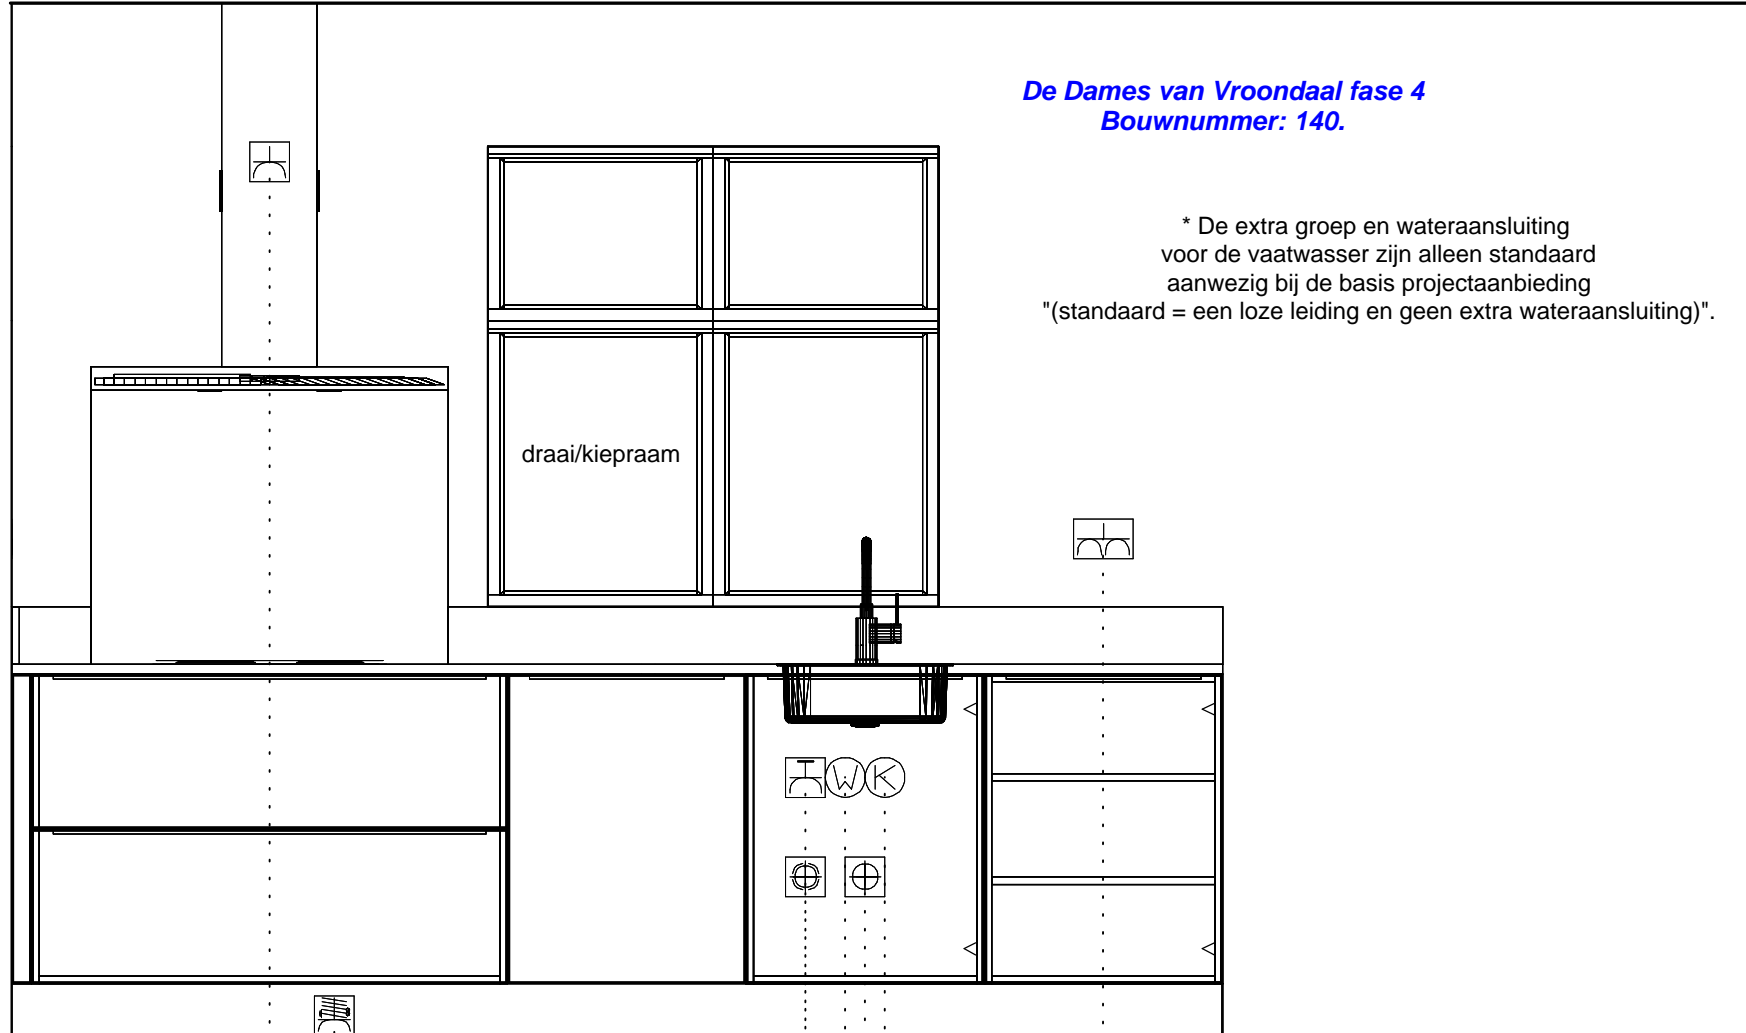 De Dames van Vroondaal fase 4
Bouwnummer: 140.
* De extra groep en wateraansluiting
voor de vaatwasser zijn alleen standaard
aanwezig bij de basis projectaanbieding
"(standaard = een loze leiding en geen extra wateraansluiting)".
draai/kiepraam
W K